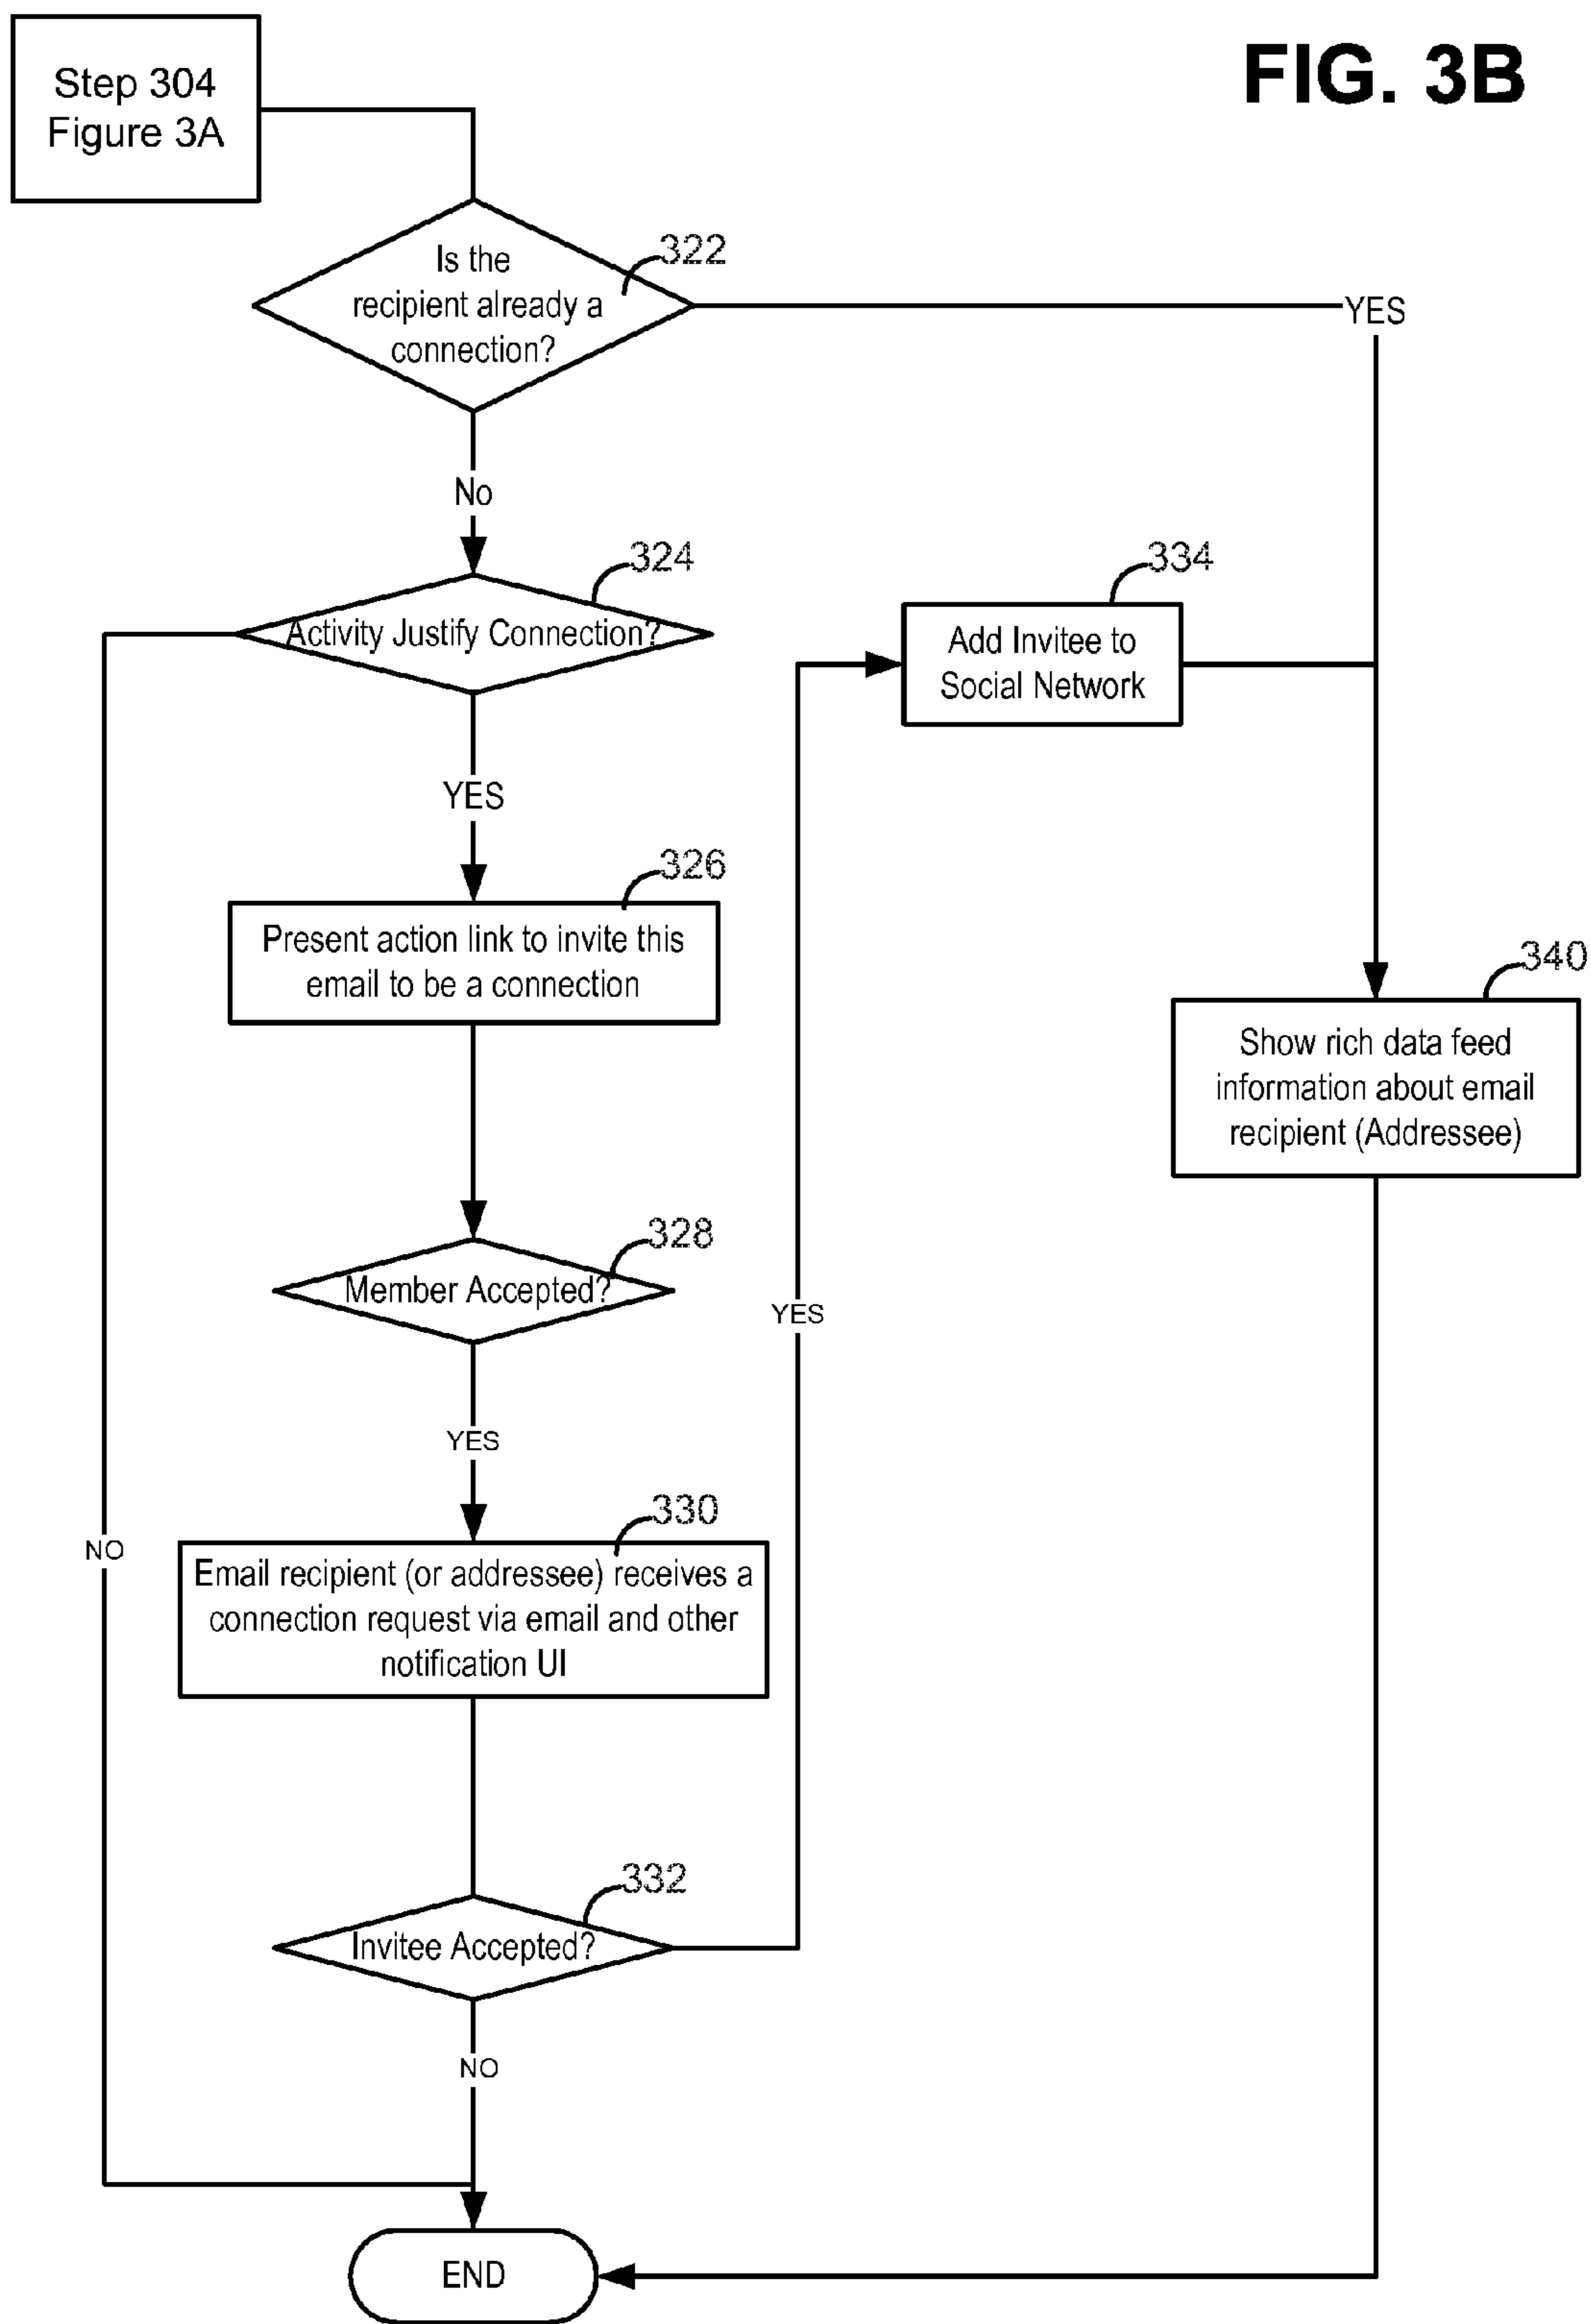 FIG. 3B
Step 304
Figure 3A
Is the
recipient already a
connection?
322
YES
No
324
Activity Justify Connection?
334
Add Invitee to
Social Network
YES
326
Present action link to invite this
email to be a connection
340
Show rich data feed
information about email
recipient (Addressee)
328
Member Accepted?
YES
YES
330
NO
Email recipient (or addressee) receives a
connection request via email and other
notification UI
332
Invitee Accepted?
NO
END